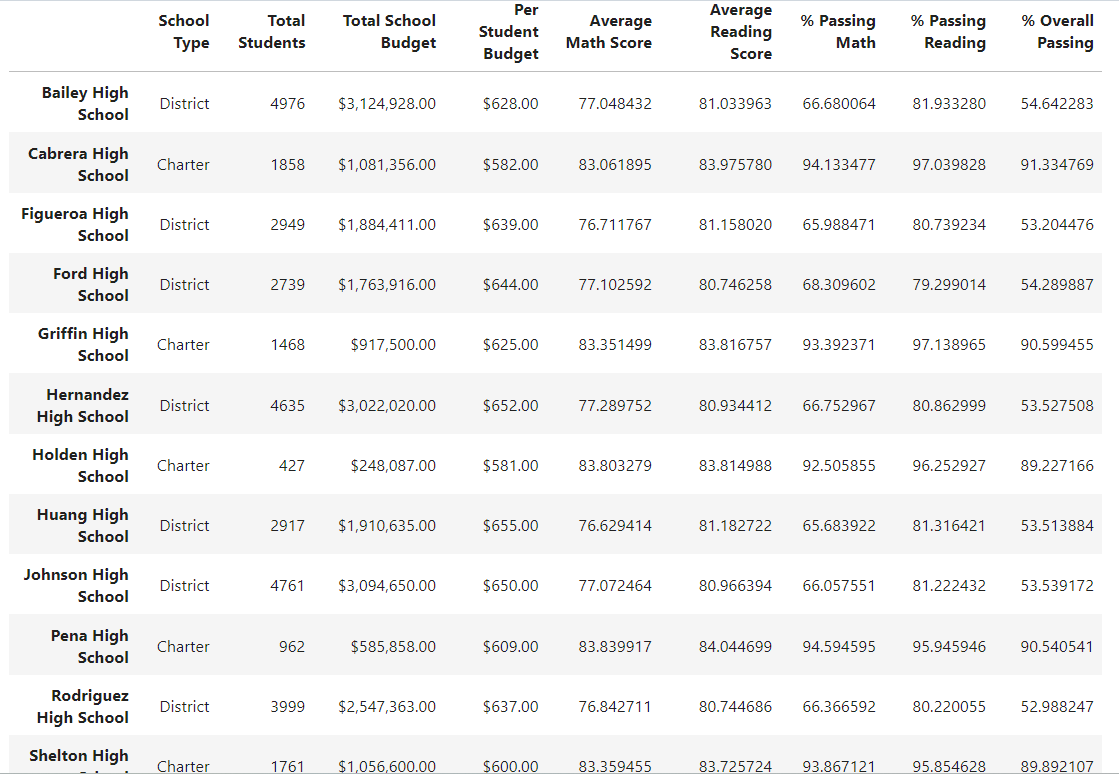 School Type Total Students Total School Budget Per Student Budget Average Math Score Average Reading Score % Passing Math % Passing Reading % Overall Passing
Bailey High School District 4976 $3,124,928.00 $628.00 77.048432 81.033963 66.680064 81.933280 54.642283
Cabrera High School Charter 1858 $1,081,356.00 $582.00 83.061895 83.975780 94.133477 97.039828 91.334769
Figueroa High School District 2949 $1,884,411.00 $639.00 76.711767 81.158020 65.988471 80.739234 53.204476
Ford High School District 2739 $1,763,916.00 $644.00 77.102592 80.746258 68.309602 79.299014 54.289887
Griffin High School Charter 1468 $917,500.00 $625.00 83.351499 83.816757 93.392371 97.138965 90.599455
Hernandez High School District 4635 $3,022,020.00 $652.00 77.289752 80.934412 66.752967 80.862999 53.527508
Holden High School Charter 427 $248,087.00 $581.00 83.803279 83.814988 92.505855 96.252927 89.227166
Huang High School District 2917 $1,910,635.00 $655.00 76.629414 81.182722 65.683922 81.316421 53.513884
Johnson High School District 4761 $3,094,650.00 $650.00 77.072464 80.966394 66.057551 81.222432 53.539172
Pena High School Charter 962 $585,858.00 $609.00 83.839917 84.044699 94.594595 95.945946 90.540541
Rodriguez High School District 3999 $2,547,363.00 $637.00 76.842711 80.744686 66.366592 80.220055 52.988247
Shelton High Charter 1761 $1,056,600.00 $600.00 83.359455 83.725724 93.867121 95.854628 89.892107